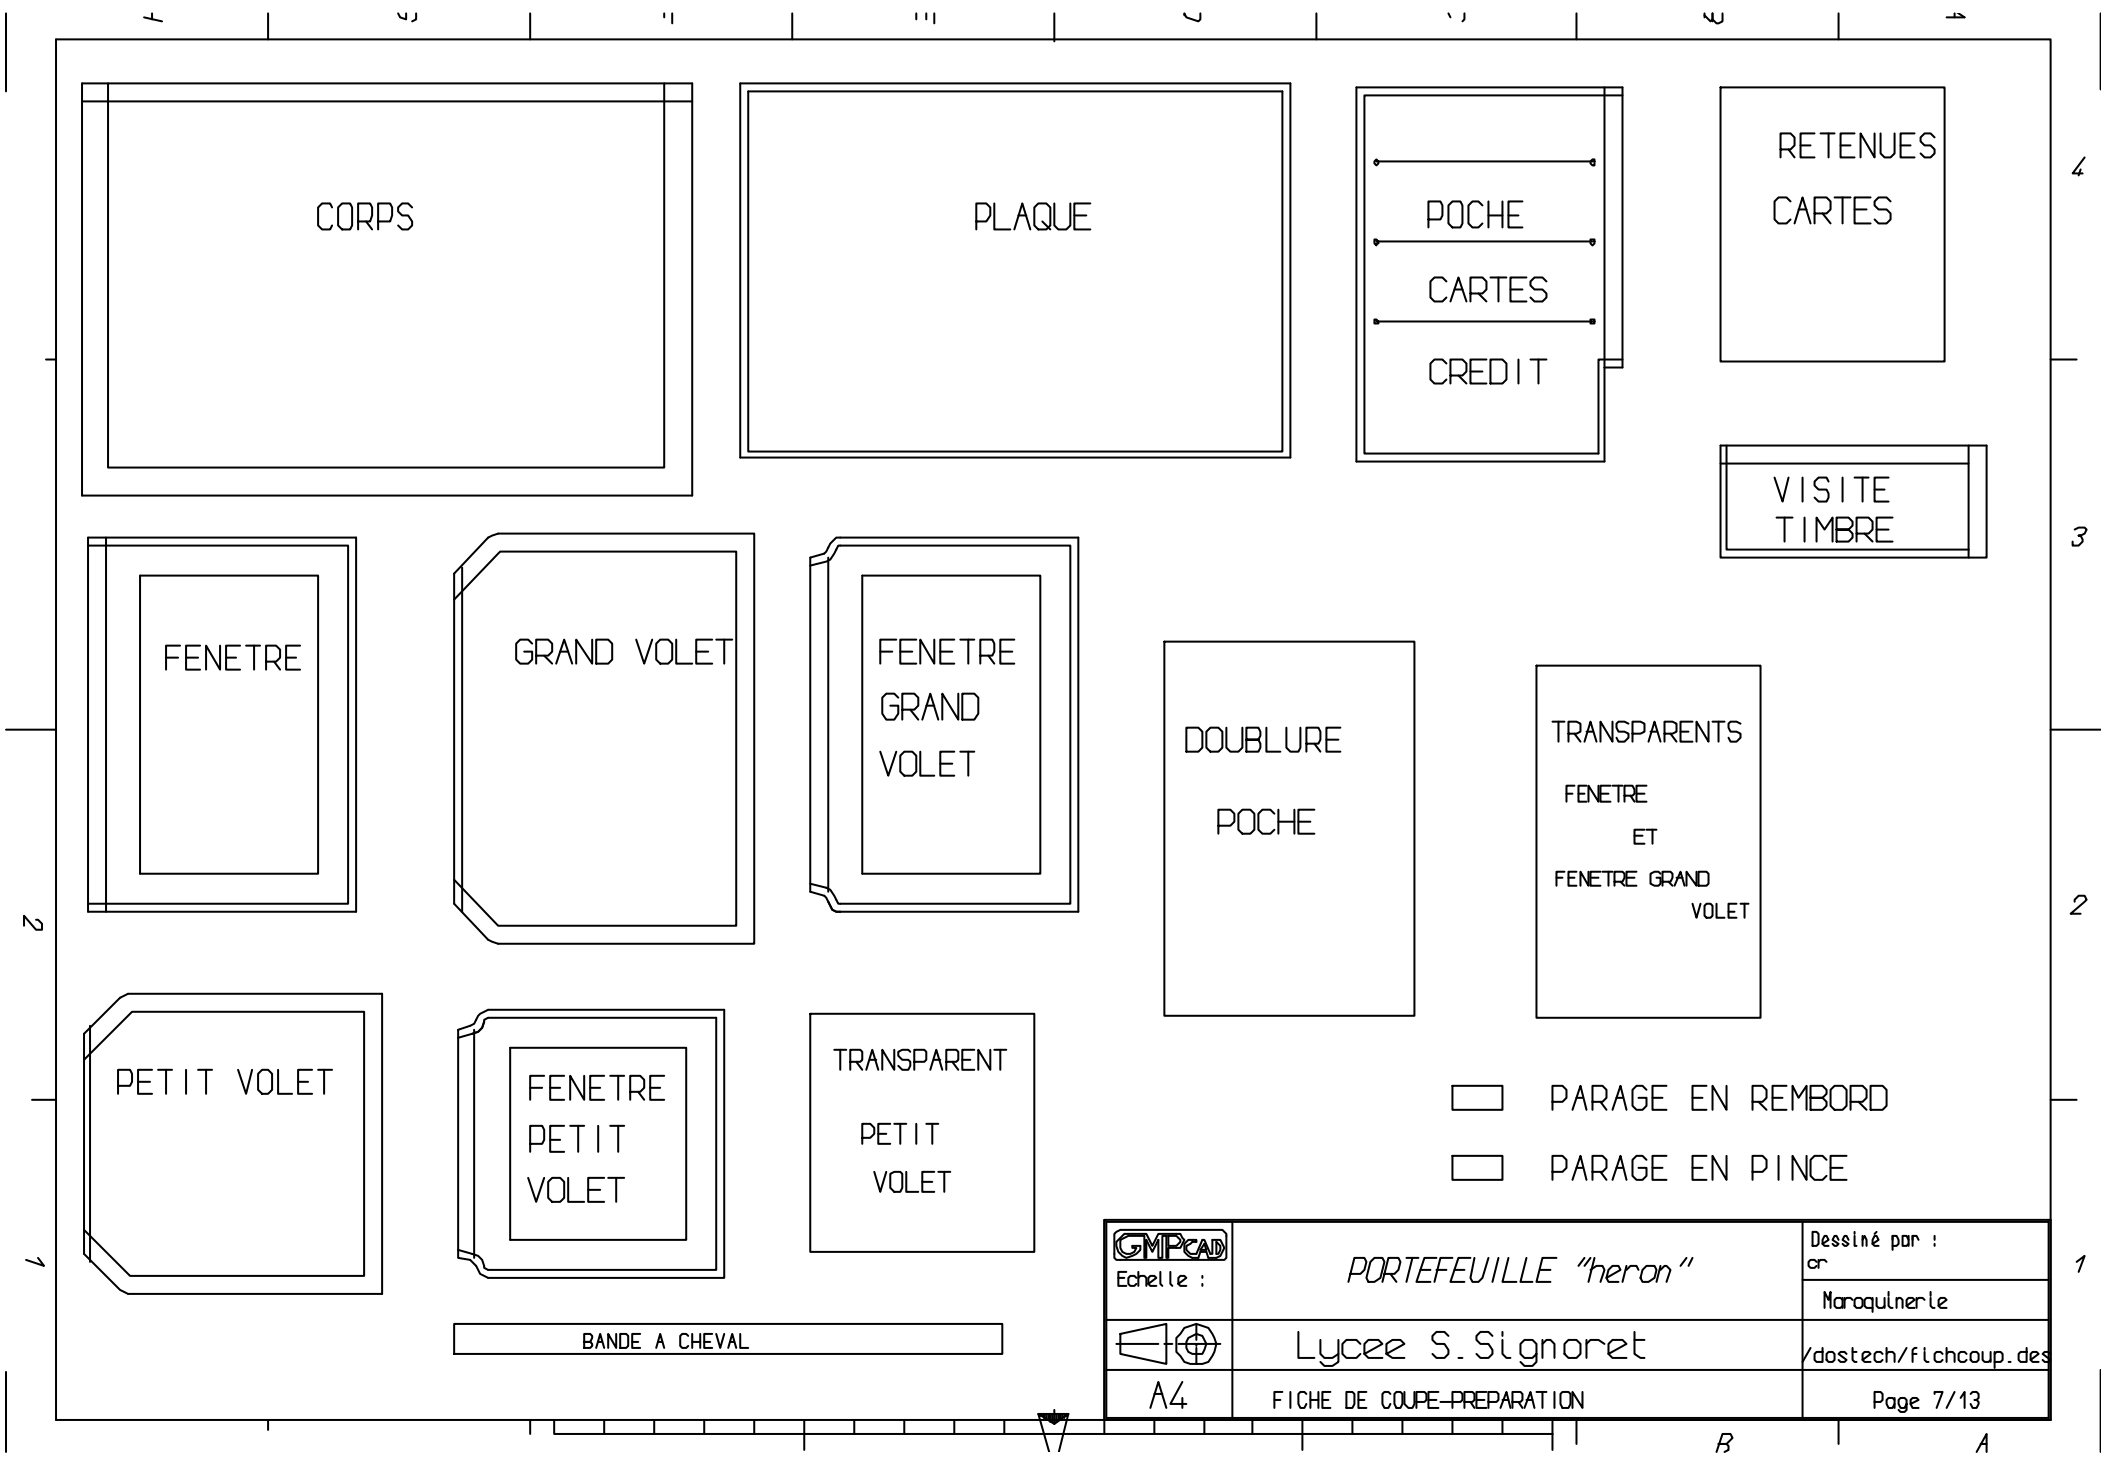 CORPS
PLAQUE
POCHE
CARTES
CREDIT
RETENUES
CARTES
4
VISITE
TIMBRE
3
FENETRE
GRAND VOLET
FENETRE
GRAND
VOLET
DOUBLURE
POCHE
TRANSPARENTS
FENETRE
ET
FENETRE GRAND
VOLET
2
2
PETIT VOLET
FENETRE
PETIT
VOLET
TRANSPARENT
PETIT
VOLET
PARAGE EN REMBORD
PARAGE EN PINCE
BANDE A CHEVAL
GMPCAD
Echelle :
PORTEFEUILLE "heron"
Dessiné par :
cr
Maroquinerie
Lycee S.Signoret
/dostech/fichcoup.des
A4
FICHE DE COUPE-PREPARATION
Page 7/13
1
1
B
A